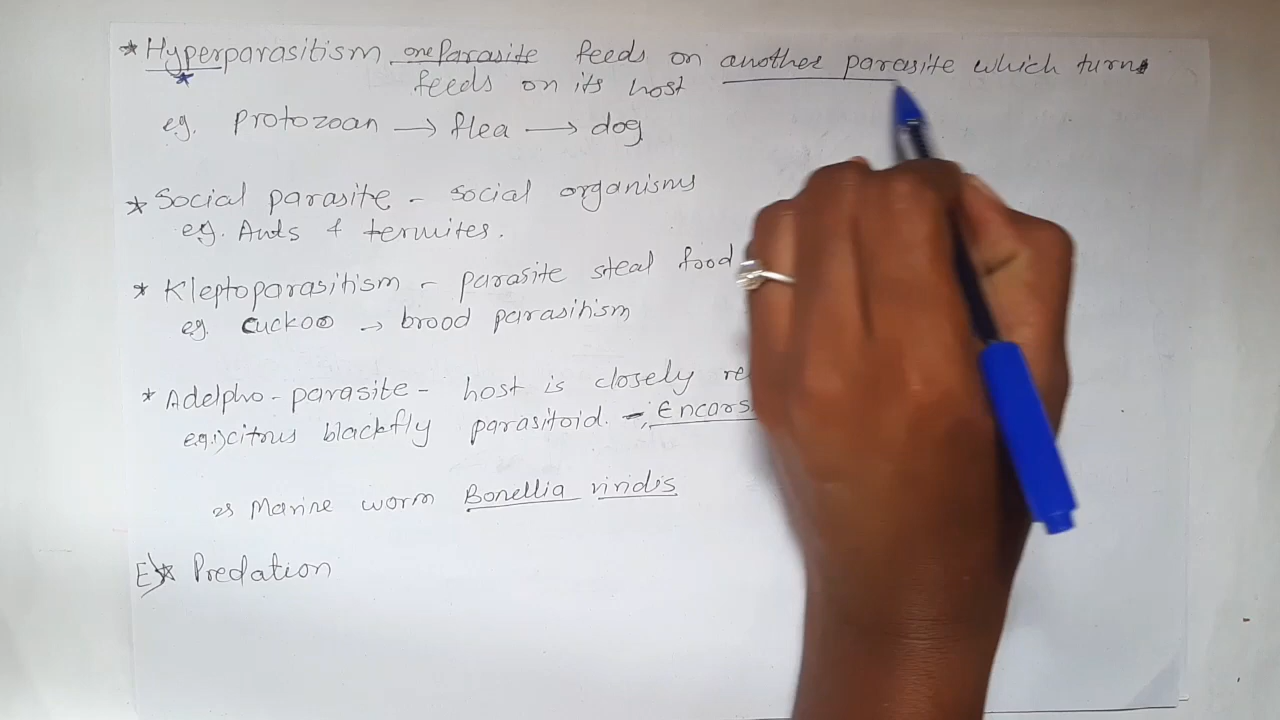 * Hyperparasitism one Parasite feeds on another parasite which turns
feeds on its host
eg. protozoan → flea → dog
* Social parasite - social organisms
eg. Ants & termites.
* Kleptoparasitism - parasite steal food
eg. cuckoo → brood parasitism
* Adelpho-parasite - host is closely
eg. 1) citrus blackfly parasitoid. -, Encars
2) Marine worm Bonellia viridis
E)* Predation